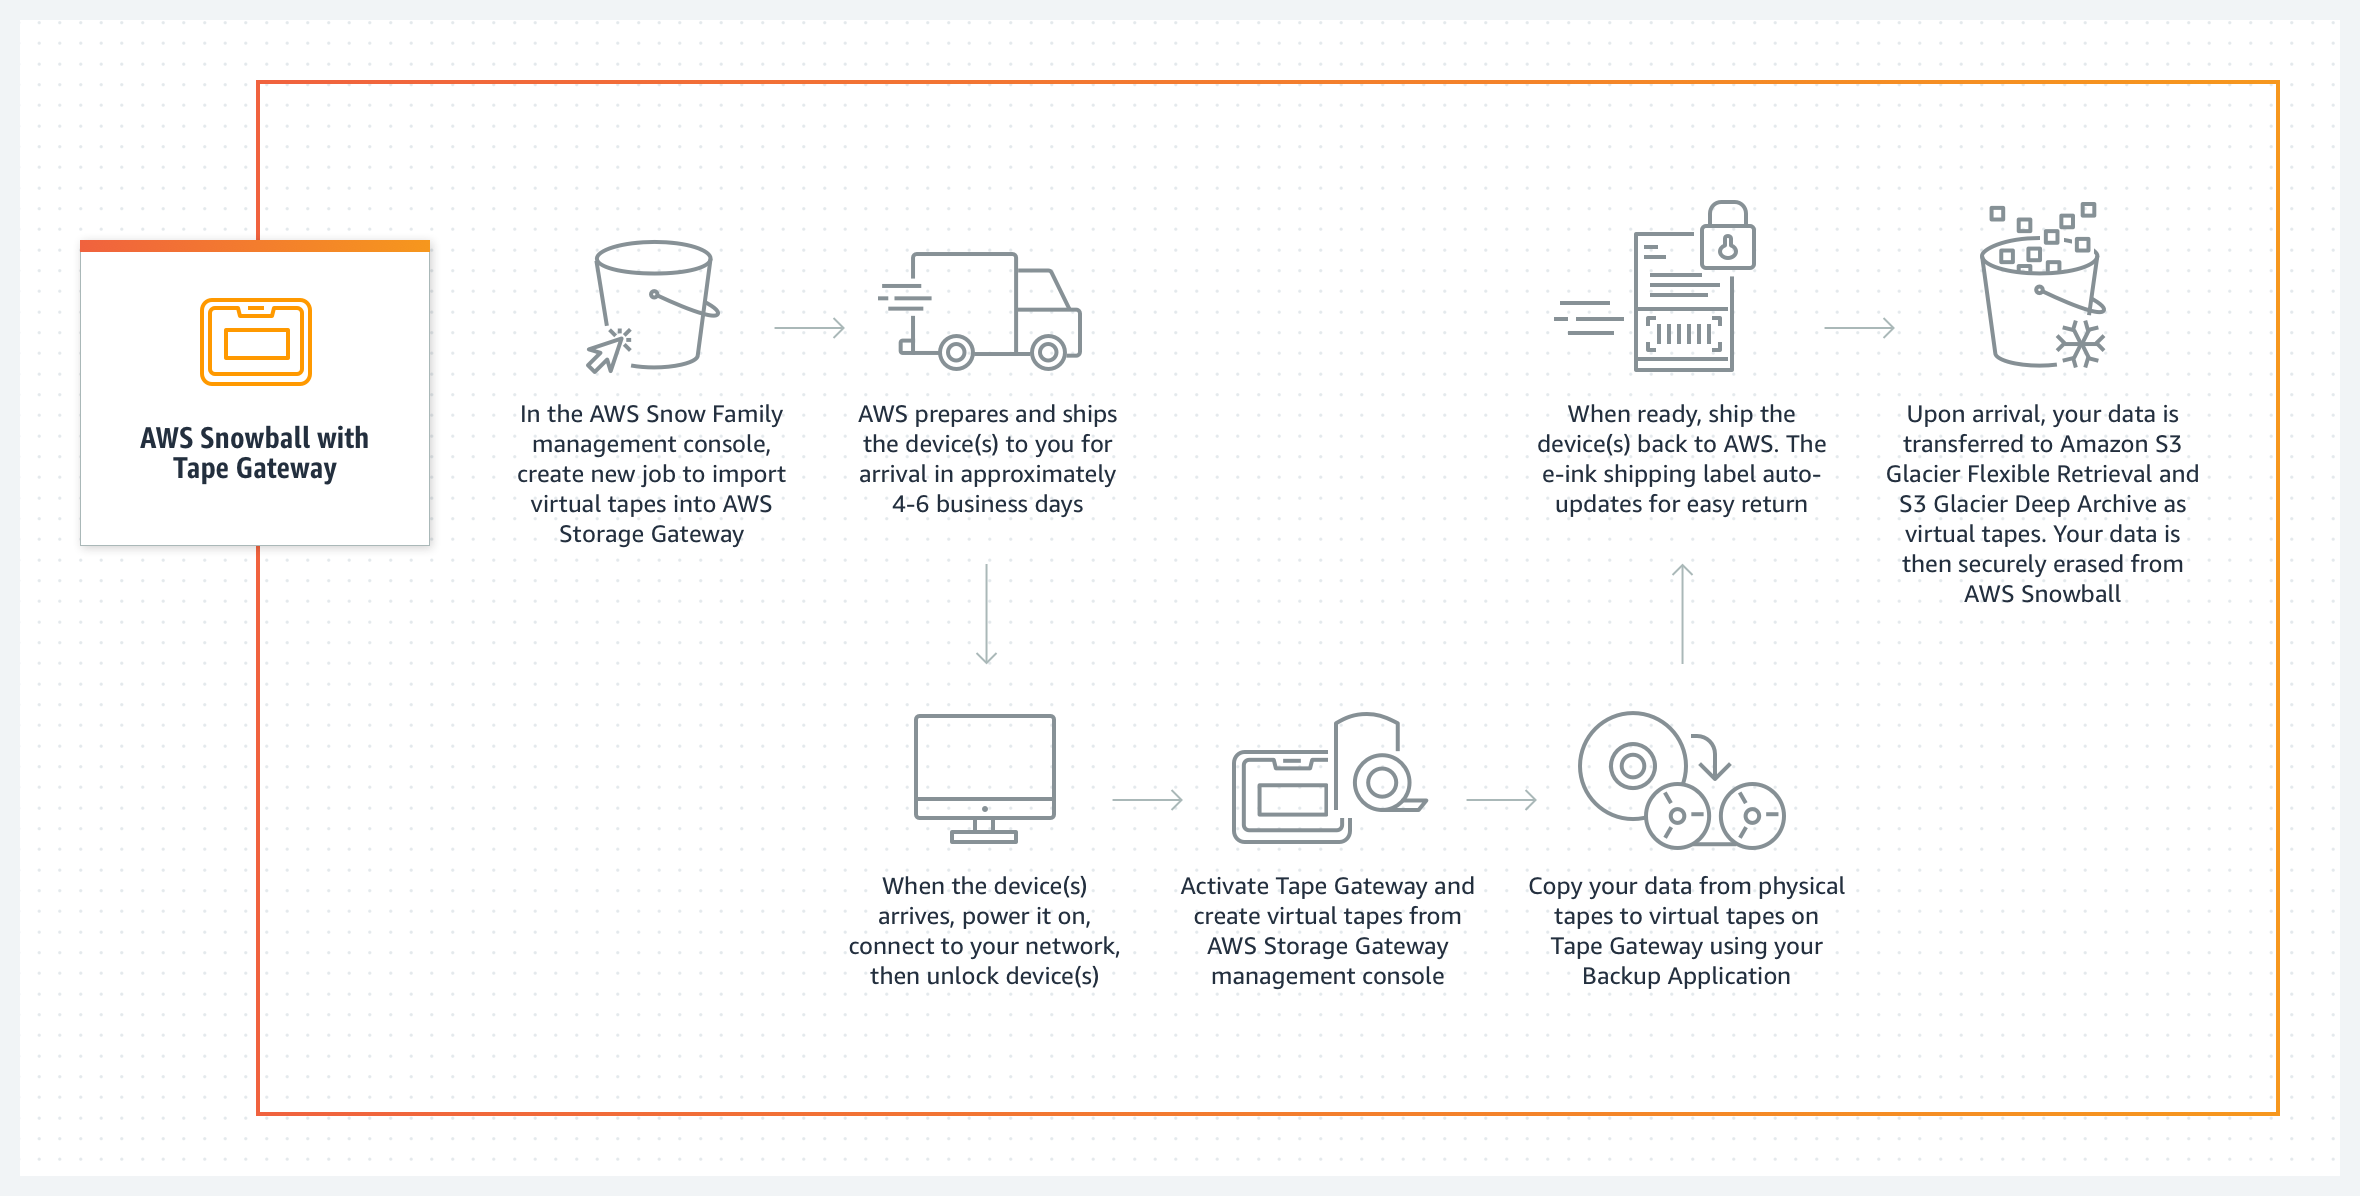 AWS Snowball with
Tape Gateway
In the AWS Snow Family
management console,
create new job to import
virtual tapes into AWS
Storage Gateway
AWS prepares and ships
the device(s) to you for
arrival in approximately
4-6 business days
When the device(s)
arrives, power it on,
connect to your network,
then unlock device(s)
Activate Tape Gateway and
create virtual tapes from
AWS Storage Gateway
management console
Copy your data from physical
tapes to virtual tapes on
Tape Gateway using your
Backup Application
When ready, ship the
device(s) back to AWS. The
e-ink shipping label auto-
updates for easy return
Upon arrival, your data is
transferred to Amazon S3
Glacier Flexible Retrieval and
S3 Glacier Deep Archive as
virtual tapes. Your data is
then securely erased from
AWS Snowball